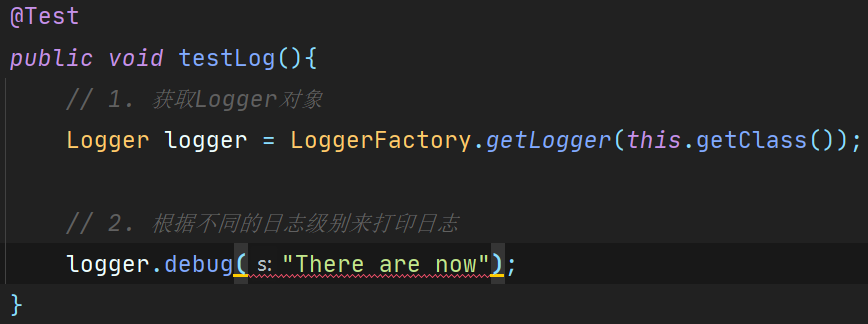 @Test
public void testLog(){
// 1. 获取Logger对象
Logger logger = LoggerFactory.getLogger(this.getClass());
// 2. 根据不同的日志级别来打印日志
logger.debug( s: "There are now");
}